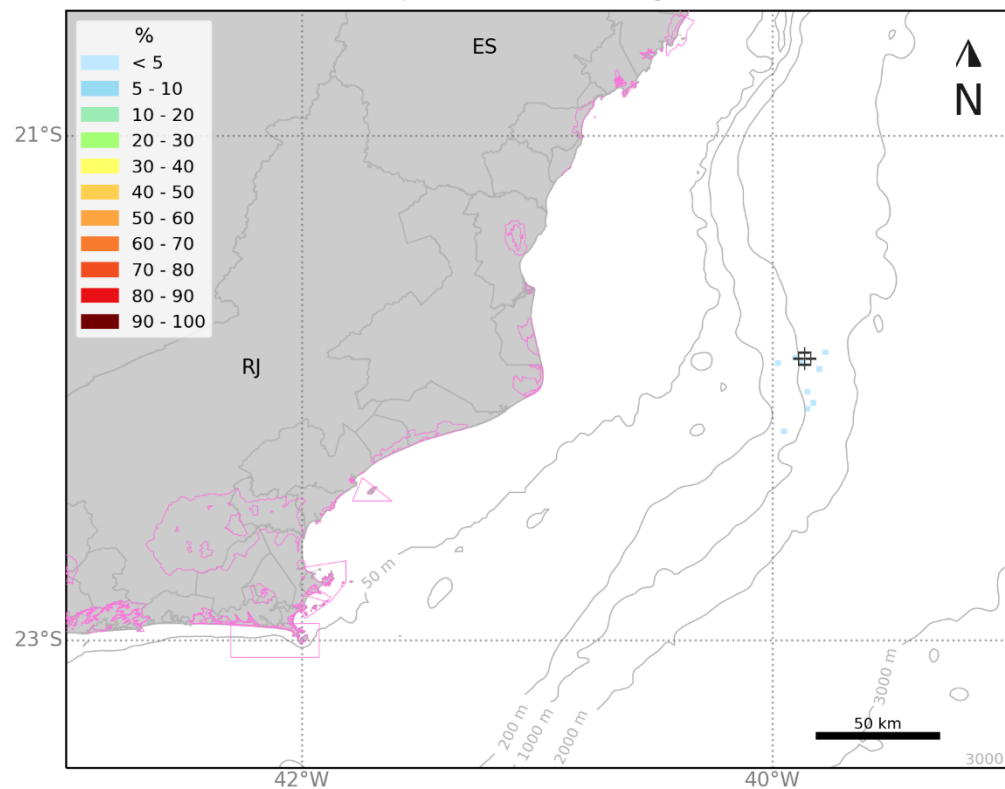 %
< 5
5 - 10
10 - 20
20 - 30
30 - 40
40 - 50
50 - 60
60 - 70
70 - 80
80 - 90
90 - 100
ES
N
21°S
RJ
50 m
23°S
200 m
1000 m
2000 m
3000 m
50 km
3000
42°W
40°W